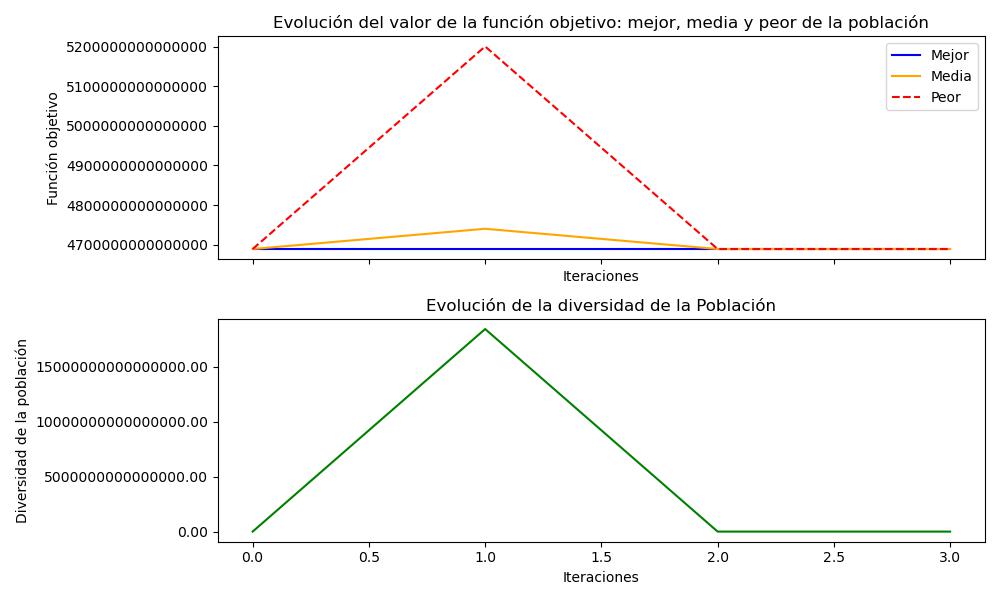 Evolución del valor de la función objetivo: mejor, media y peor de la población
Función objetivo
5200000000000000
5100000000000000
5000000000000000
4900000000000000
4800000000000000
4700000000000000
Mejor
Media
Peor
Iteraciones
Evolución de la diversidad de la Población
Diversidad de la población
15000000000000000.00
10000000000000000.00
5000000000000000.00
0.00
0.0 0.5 1.0 1.5 2.0 2.5 3.0
Iteraciones